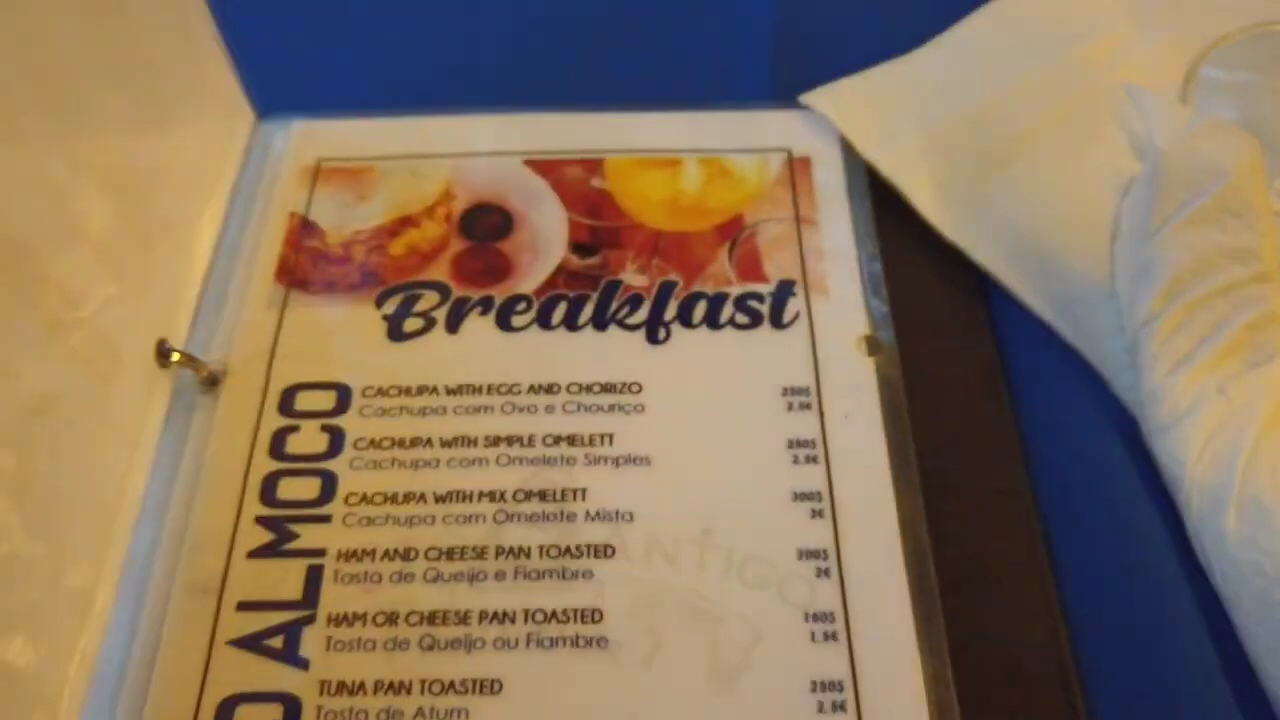 Breakfast
O ALMOCO
CACHUPA WITH EGG AND CHORIZO
Cachupa com Ovo e Chouriço
CACHUPA WITH SIMPLE OMELETT
Cachupa com Omelete Simples
CACHUPA WITH MIX OMELETT
Cachupa com Omelete Mista
300$
HAM AND CHEESE PAN TOASTED
Tosta de Queijo e Fiambre
HAM OR CHEESE PAN TOASTED
Tosta de Queijo ou Fiambre
TUNA PAN TOASTED
Tosta de Atum
ANTIGO